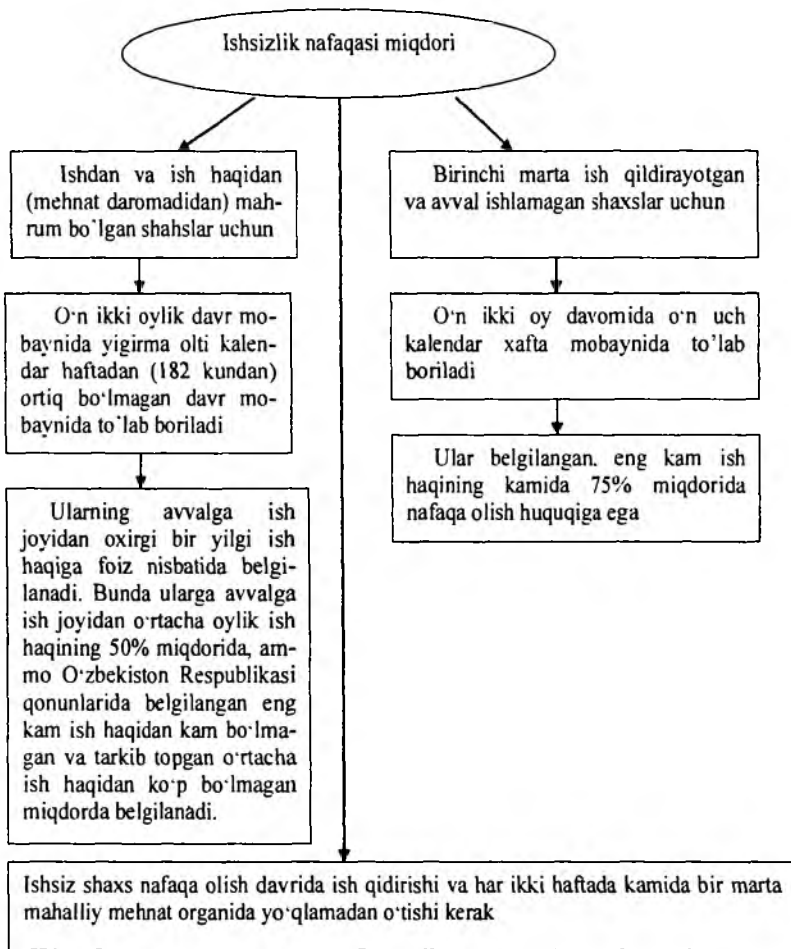 Ishsizlik nafaqasi miqdori
Ishdan va ish haqidan
(mehnat daromadidan) mah-
rum bo`lgan shahslar uchun
O‘n ikki oylik davr mo-
baynida yigirma olti kalen-
dar haftadan (182 kundan)
ortiq bo‘lmagan davr mo-
baynida to`lab boriladi
Ularning avvalga ish
joyidan oxirgi bir yilgi ish
haqiga foiz nisbatida belgi-
lanadi. Bunda ularga avvalga
ish joyidan o‘rtacha oylik ish
haqining 50% miqdorida, am-
mo O‘zbekiston Respublikasi
qonunlarida belgilangan eng
kam ish haqidan kam bo‘lma-
gan va tarkib topgan o‘rtacha
ish haqidan ko‘p bo‘lmagan
miqdorda belgilanadi.
Birinchi marta ish qildirayotgan
va avval ishlamagan shaxslar uchun
O‘n ikki oy davomida o‘n uch
kalendar xafta mobaynida to’lab
boriladi
Ular belgilangan. eng kam ish
haqining kamida 75% miqdorida
nafaqa olish huquqiga ega
Ishsiz shaxs nafaqa olish davrida ish qidirishi va har ikki haftada kamida bir marta
mahalliy mehnat organida yo‘qlamadan o‘tishi kerak